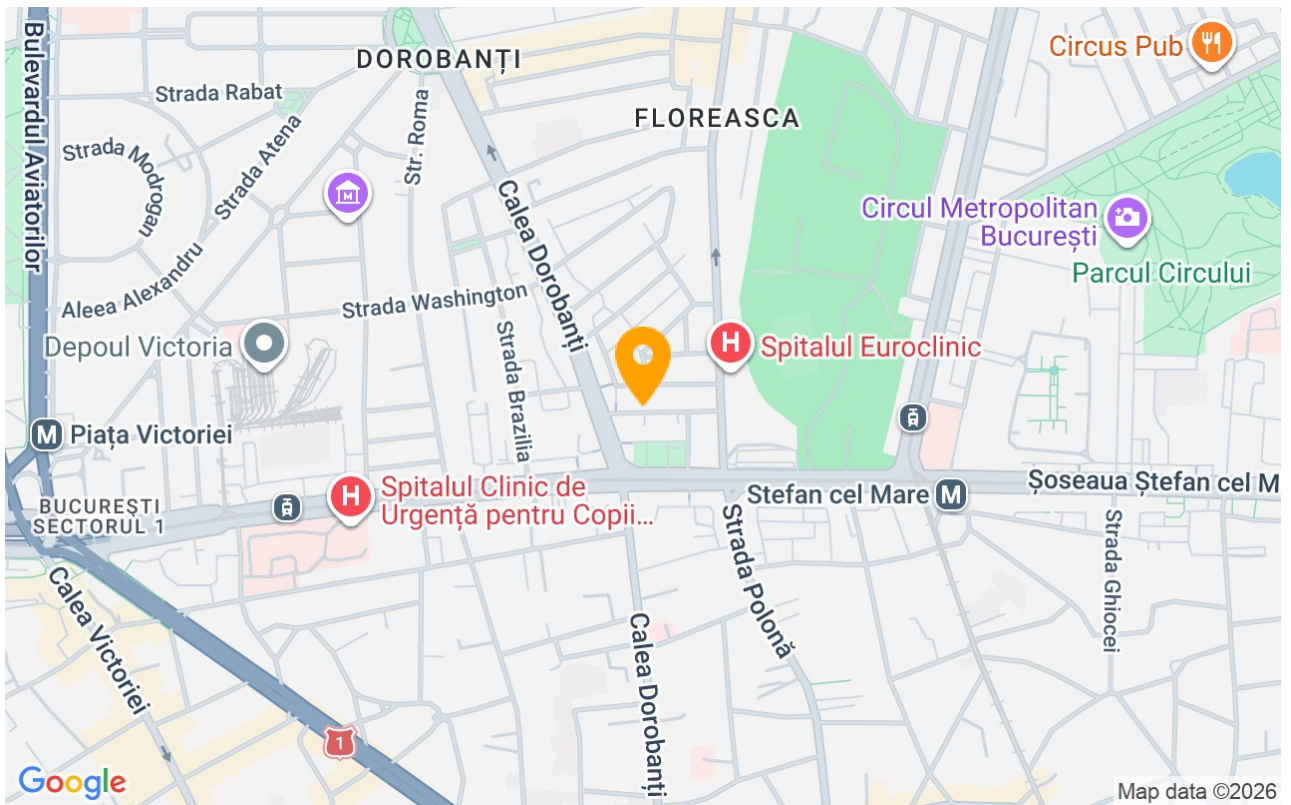 Bulevardul Aviatorilor
DOROBANȚI
Circus Pub
Strada Rabat
Str. Roma
FLOREASCA
Strada Modrogan
Strada Atena
M
Calea Dorobanți
Circul Metropolitan
București
Aleea Alexandru
Parcul Circului
Strada Washington
Depoul Victoria
Strada Brazilia
H
Spitalul Euroclinic
M
Piața Victoriei
H
Spitalul Clinic de
Urgență pentru Copii...
Ștefan cel Mare
M
Șoseaua Ștefan cel M
BUCUREȘTI
SECTORUL 1
Strada Polonă
Strada Ghiocei
Calea Victoriei
Calea Dorobanți
1
Google
Map data ©2026